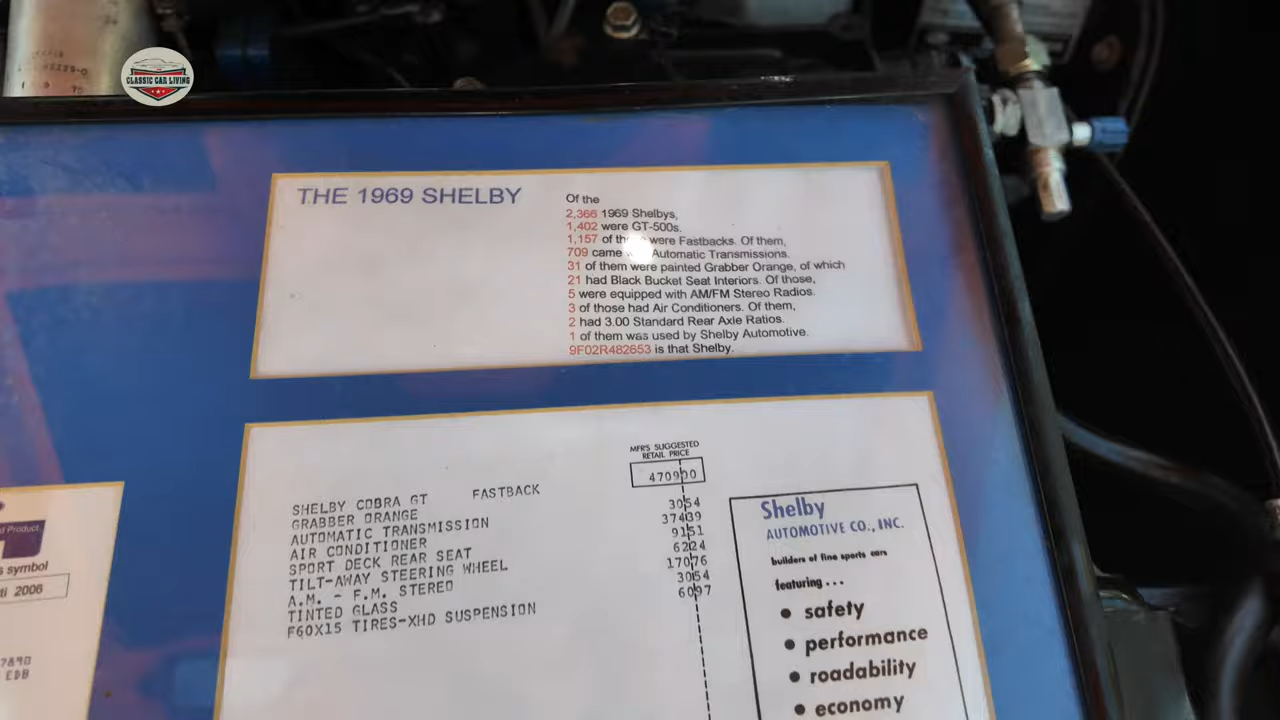 CLASSIC CAR LIVING
THE 1969 SHELBY
Of the
2,366 1969 Shelbys,
1,402 were GT-500s.
1,157 of were Fastbacks. Of them,
709 came Automatic Transmissions.
31 of them were painted Grabber Orange, of which
21 had Black Bucket Seat Interiors. Of those,
5 were equipped with AM/FM Stereo Radios.
3 of those had Air Conditioners. Of them,
2 had 3.00 Standard Rear Axle Ratios.
1 of them was used by Shelby Automotive.
9F02R482653 is that Shelby.
MFR'S SUGGESTED
RETAIL PRICE
470900
SHELBY COBRA GT FASTBACK
GRABBER ORANGE
AUTOMATIC TRANSMISSION
AIR CONDITIONER
SPORT DECK REAR SEAT
TILT-AWAY STEERING WHEEL
A.M. - F.M. STEREO
TINTED GLASS
F60X15 TIRES-XHD SUSPENSION
3054
37439
9151
6224
17076
3054
6097
Shelby
AUTOMOTIVE CO., INC.
builders of fine sports cars
featuring...
• safety
• performance
• roadability
• economy
Product
symbol
2006
7890
EDB